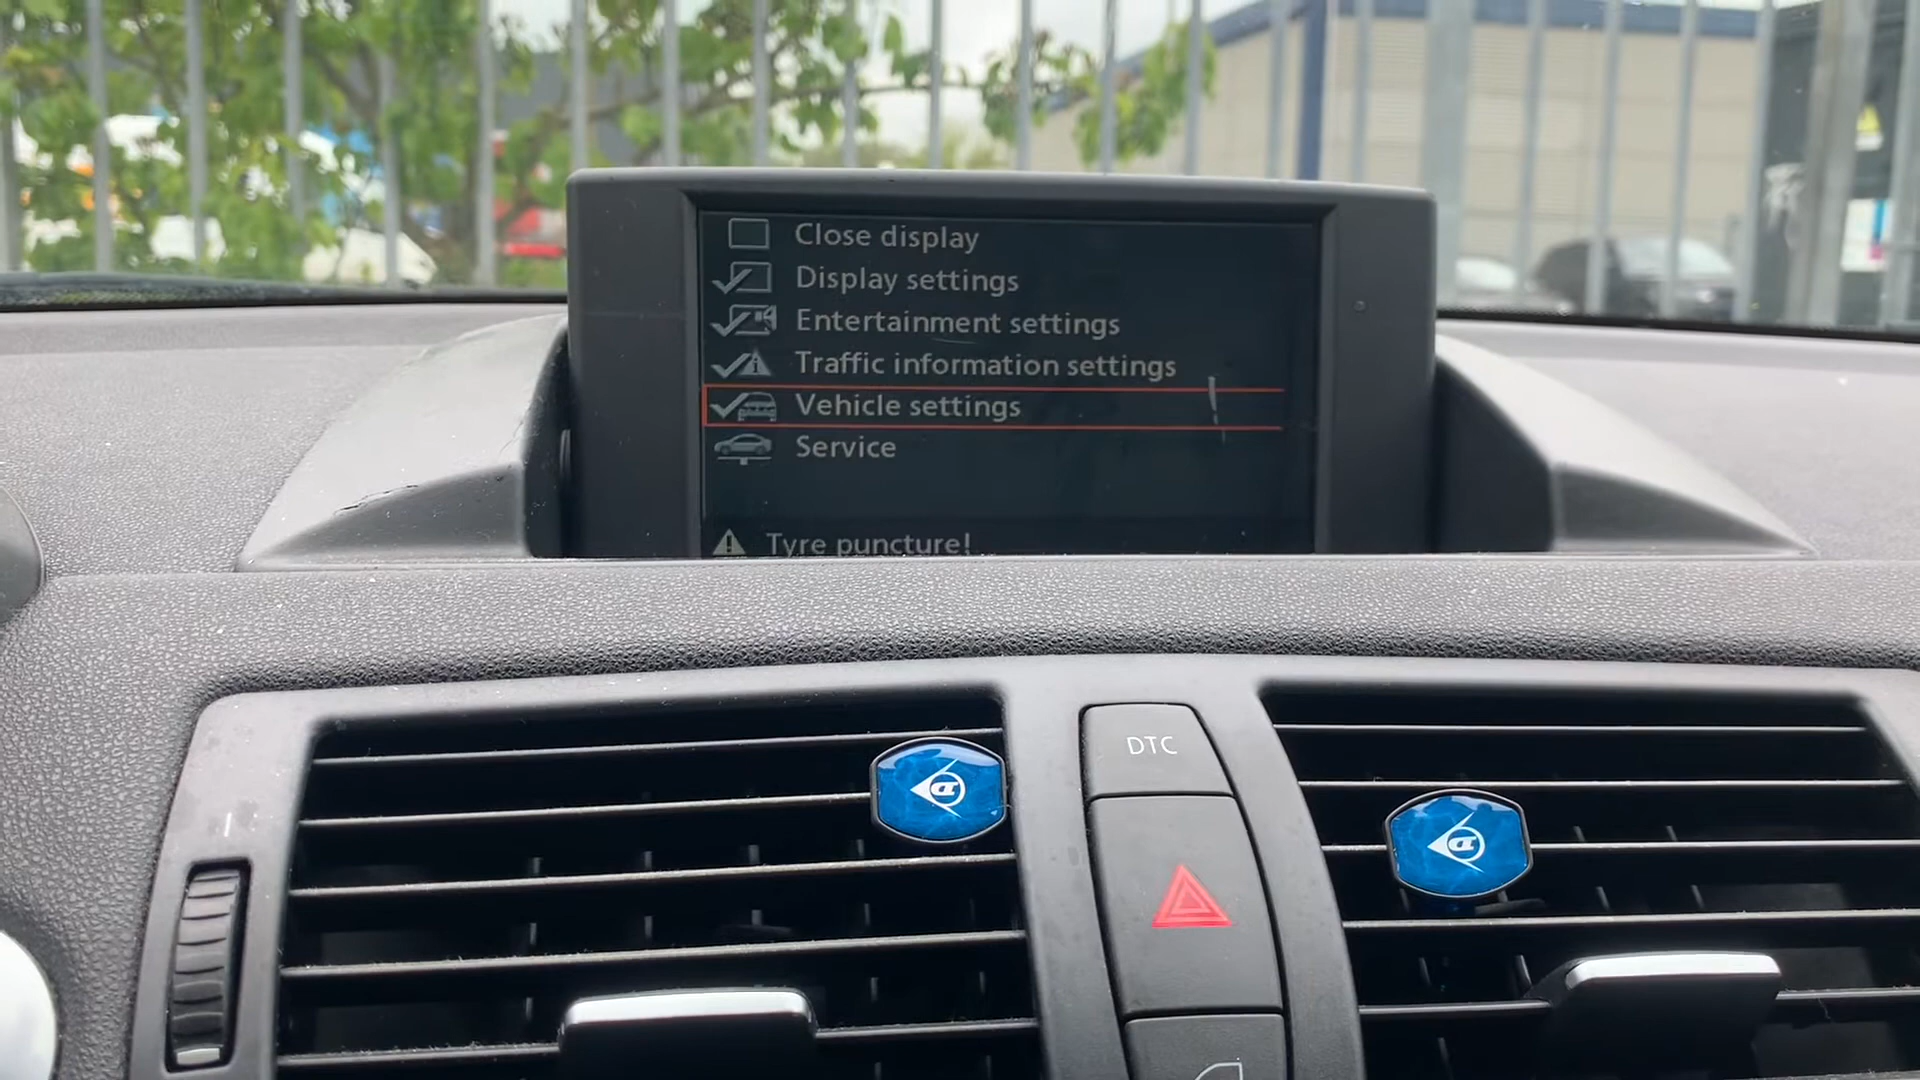 Close display
Display settings
Entertainment settings
Traffic information settings
Vehicle settings
Service
Tyre puncture!
DTC